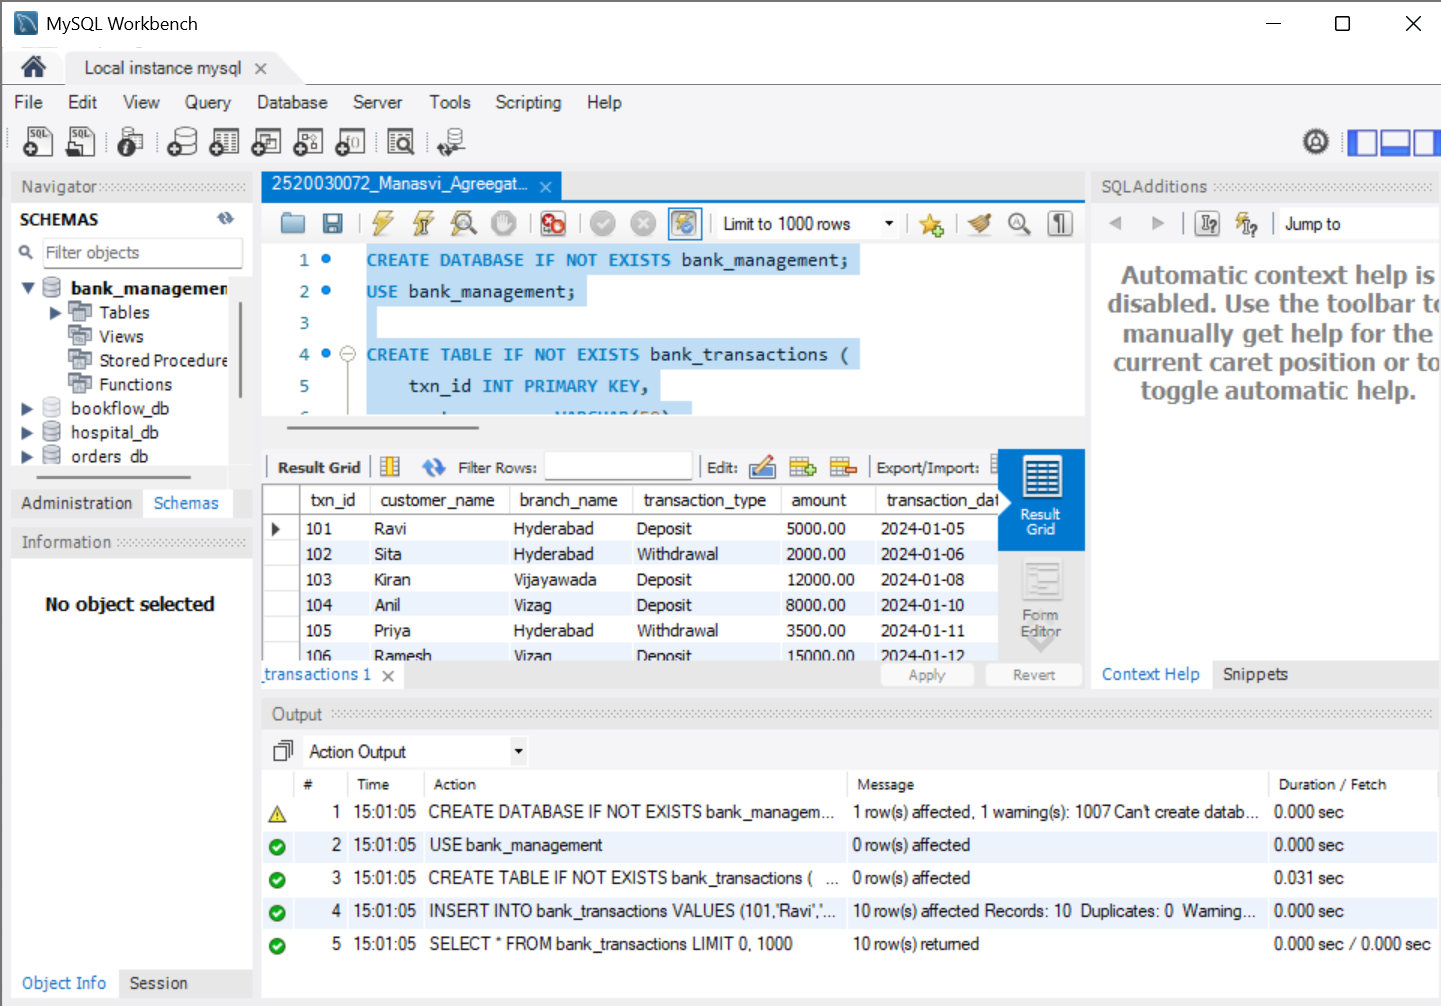 MySQL Workbench
Local instance mysql
File Edit View Query Database Server Tools Scripting Help
Navigator
SCHEMAS
Filter objects
bank_managemen
Tables
Views
Stored Procedure
Functions
bookflow_db
hospital_db
orders_db
Administration Schemas
Information
No object selected
Object Info Session
2520030072_Manasvi_Agreegat...
Limit to 1000 rows
1 CREATE DATABASE IF NOT EXISTS bank_management;
2 USE bank_management;
3
4 CREATE TABLE IF NOT EXISTS bank_transactions (
5 txn_id INT PRIMARY KEY,
Result Grid Filter Rows: Edit: Export/Import:
txn_id customer_name branch_name transaction_type amount transaction_dat
101 Ravi Hyderabad Deposit 5000.00 2024-01-05
102 Sita Hyderabad Withdrawal 2000.00 2024-01-06
103 Kiran Vijayawada Deposit 12000.00 2024-01-08
104 Anil Vizag Deposit 8000.00 2024-01-10
105 Priya Hyderabad Withdrawal 3500.00 2024-01-11
106 Ramesh Vizag Deposit 15000.00 2024-01-12
Result
Grid
Form
Editor
_transactions 1 Apply Revert
SQLAdditions
Jump to
Automatic context help is
disabled. Use the toolbar to
manually get help for the
current caret position or to
toggle automatic help.
Context Help Snippets
Output
Action Output
# Time Action Message Duration / Fetch
1 15:01:05 CREATE DATABASE IF NOT EXISTS bank_managem... 1 row(s) affected, 1 warning(s): 1007 Can't create datab... 0.000 sec
2 15:01:05 USE bank_management 0 row(s) affected 0.000 sec
3 15:01:05 CREATE TABLE IF NOT EXISTS bank_transactions ( ... 0 row(s) affected 0.031 sec
4 15:01:05 INSERT INTO bank_transactions VALUES (101,'Ravi','... 10 row(s) affected Records: 10 Duplicates: 0 Warning... 0.000 sec
5 15:01:05 SELECT * FROM bank_transactions LIMIT 0, 1000 10 row(s) returned 0.000 sec / 0.000 sec